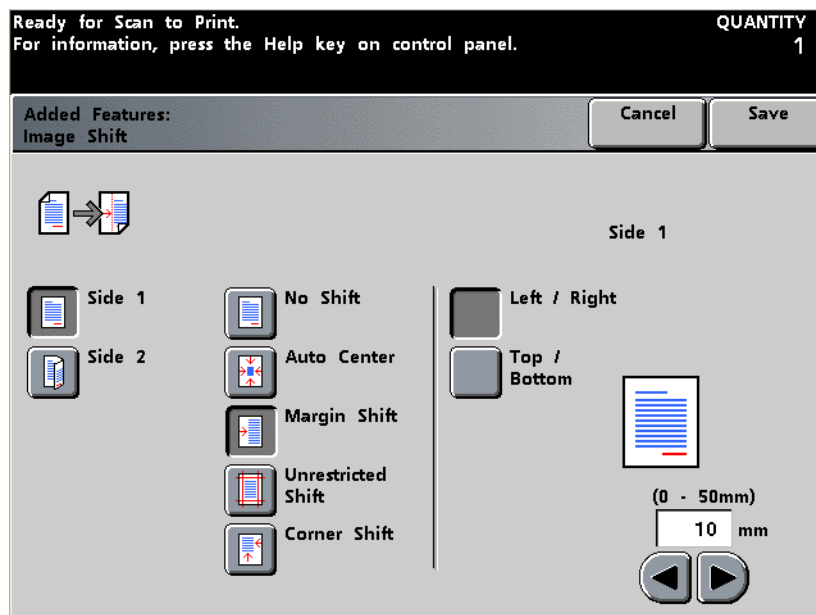 Ready for Scan to Print.
For information, press the Help key on control panel.
QUANTITY
1
Added Features:
Image Shift
Cancel
Save
Side 1
Side 1
Side 2
No Shift
Auto Center
Margin Shift
Unrestricted
Shift
Corner Shift
Left / Right
Top /
Bottom
(0 - 50mm)
10 mm